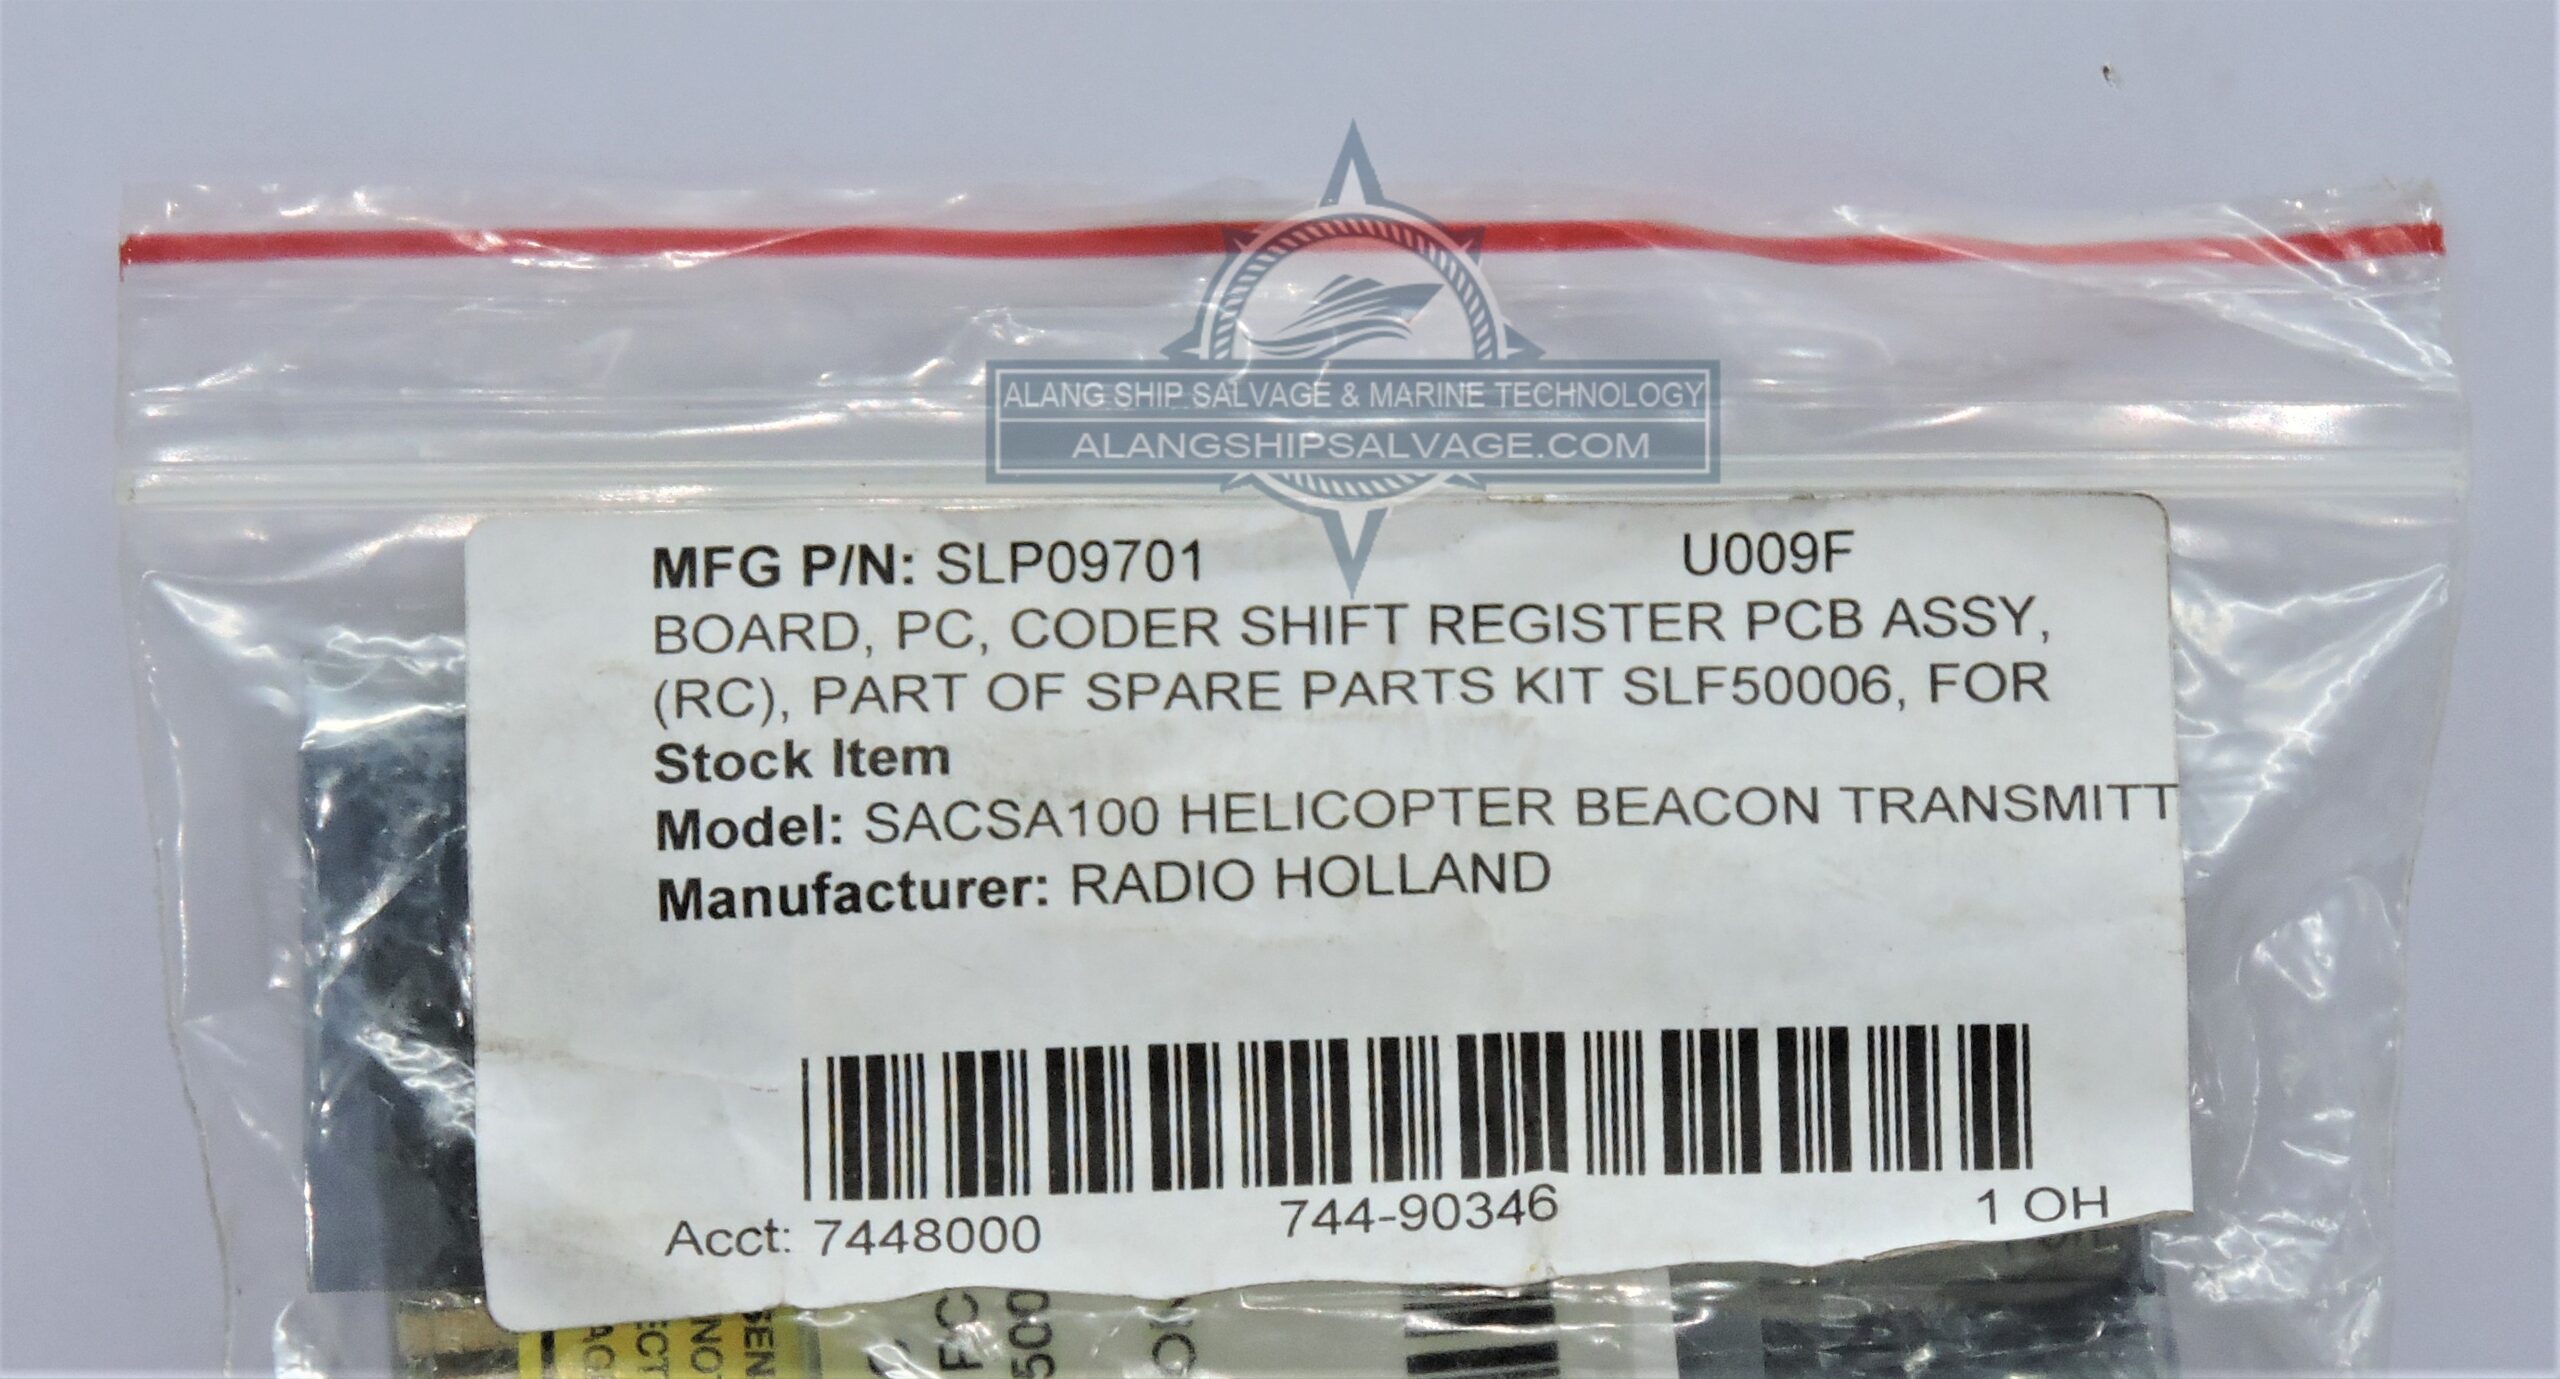 ALANG SHIP SALVAGE & MARINE TECHNOLOGY
ALANGSHIPSALVAGE.COM
MFG P/N: SLP09701 U009F
BOARD, PC, CODER SHIFT REGISTER PCB ASSY,
(RC), PART OF SPARE PARTS KIT SLF50006, FOR
Stock Item
Model: SACSA100 HELICOPTER BEACON TRANSMITT
Manufacturer: RADIO HOLLAND
Acct: 7448000 744-90346 1 OH